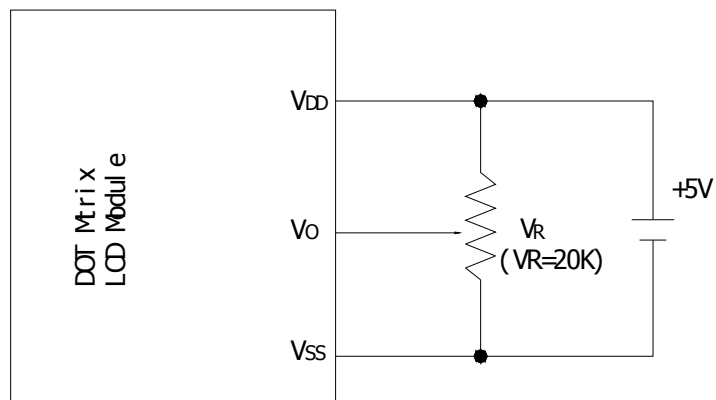 VDD
DOT Mtrix
LCD Module
VO
VR
(VR=20K)
+5V
VSS